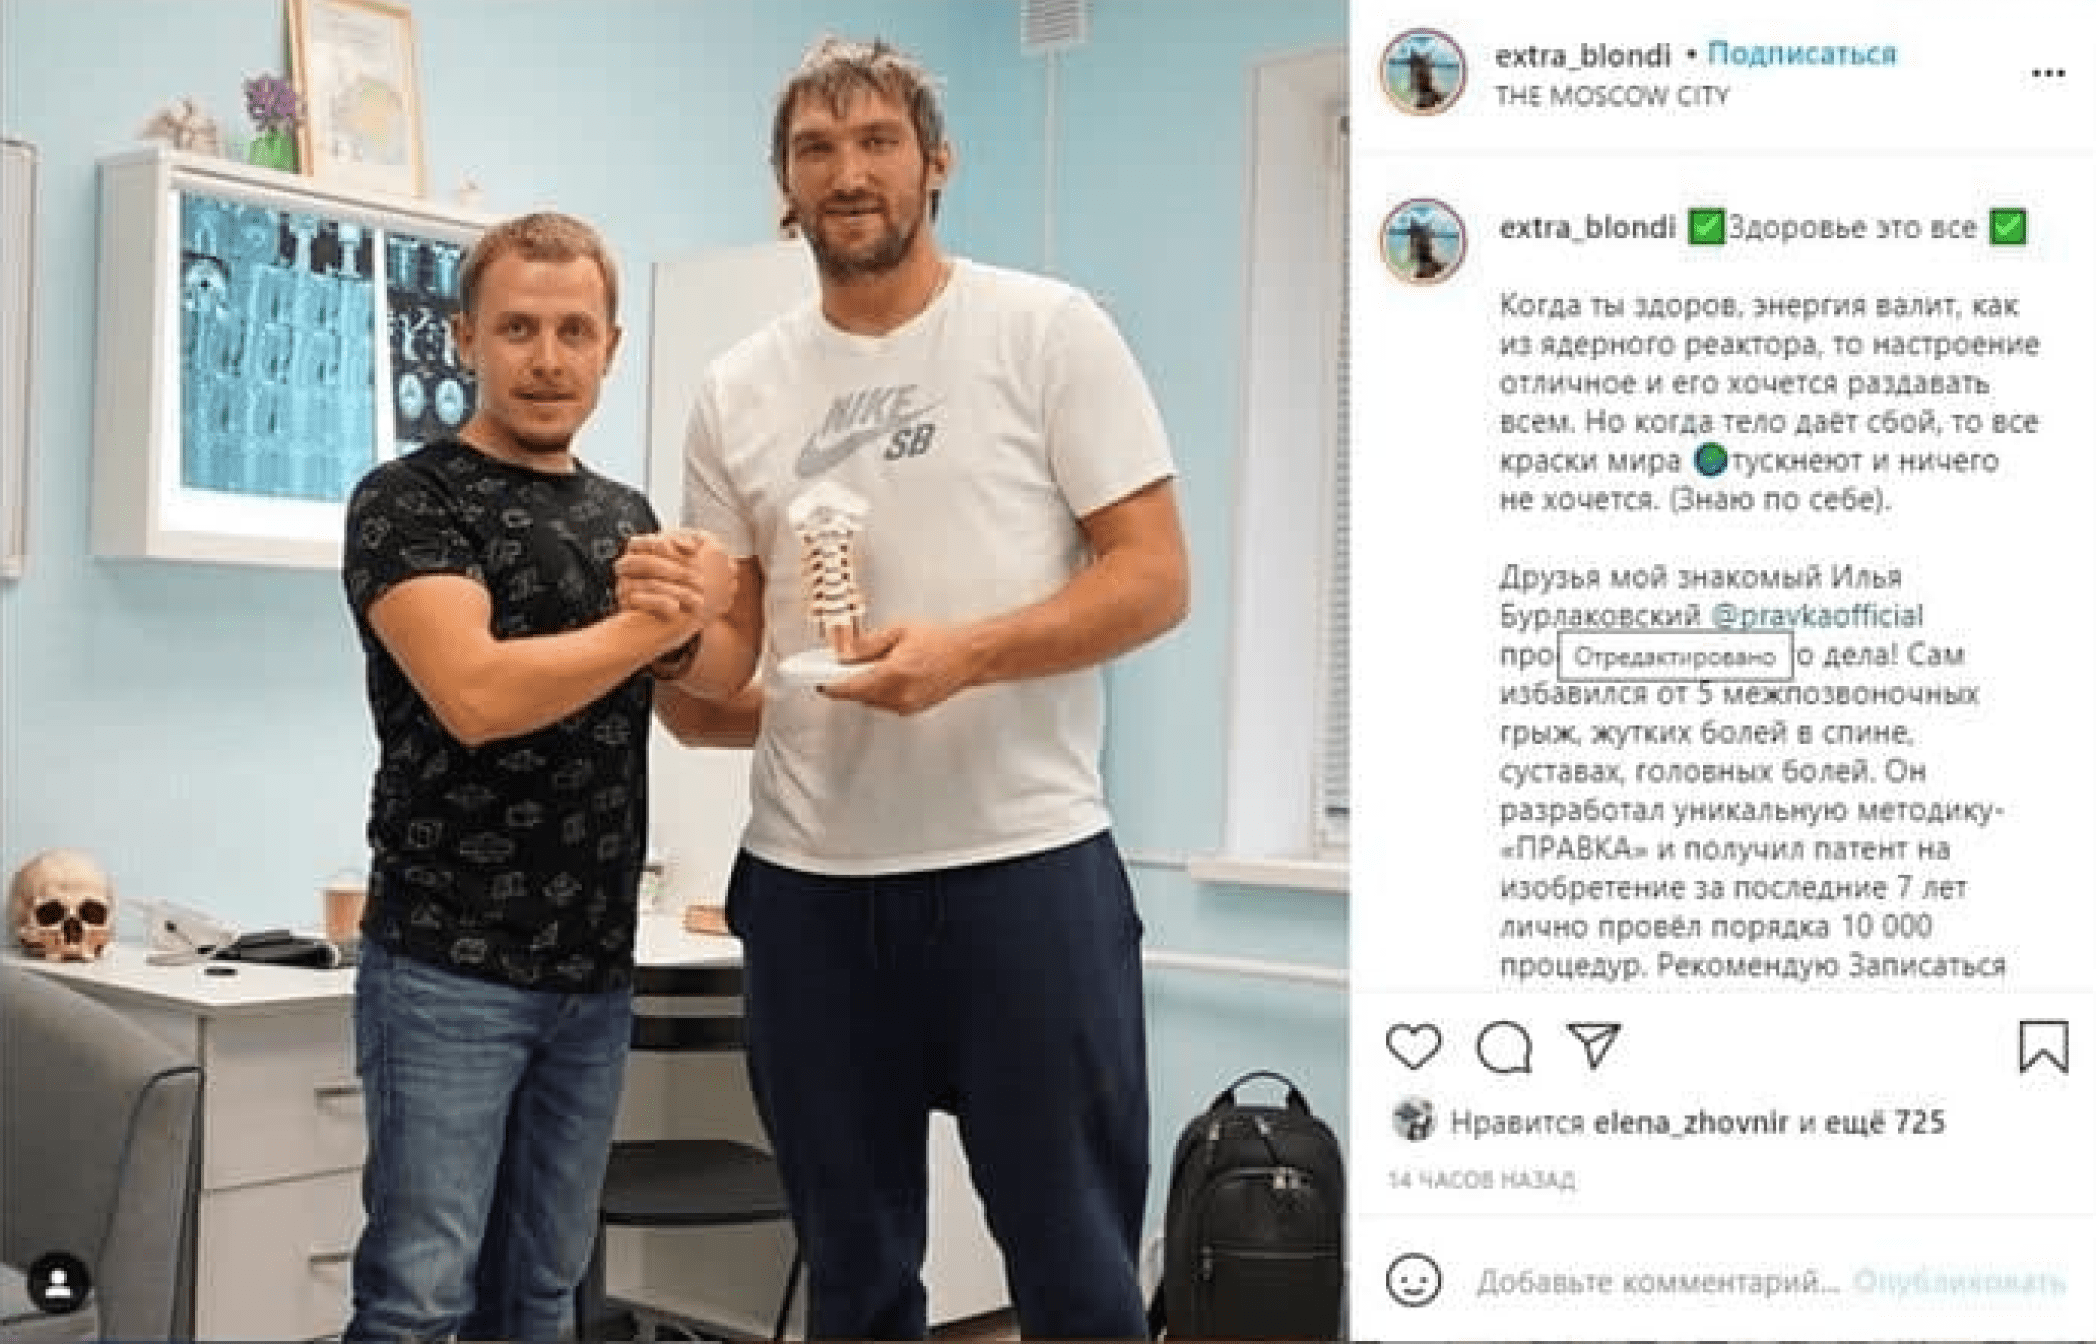 NIKE
SB
extra_blondi • Подписаться
THE MOSCOW CITY
extra_blondi ✅Здоровье это все ✅
Когда ты здоров, энергия валит, как
из ядерного реактора, то настроение
отличное и его хочется раздавать
всем. Но когда тело даёт сбой, то все
краски мира тускнеют и ничего
не хочется. (Знаю по себе).
Друзья мой знакомый Илья
Бурлаковский @pravkaofficial
про Отредактировано о дела! Сам
избавился от 5 межпозвоночных
грыж, жутких болей в спине,
суставах, головных болей. Он
разработал уникальную методику-
«ПРАВКА» и получил патент на
изобретение за последние 7 лет
лично провёл порядка 10 000
процедур. Рекомендую Записаться
Нравится elena_zhovnir и ещё 725
14 ЧАСОВ НАЗАД
Добавьте комментарий... Опубликовать